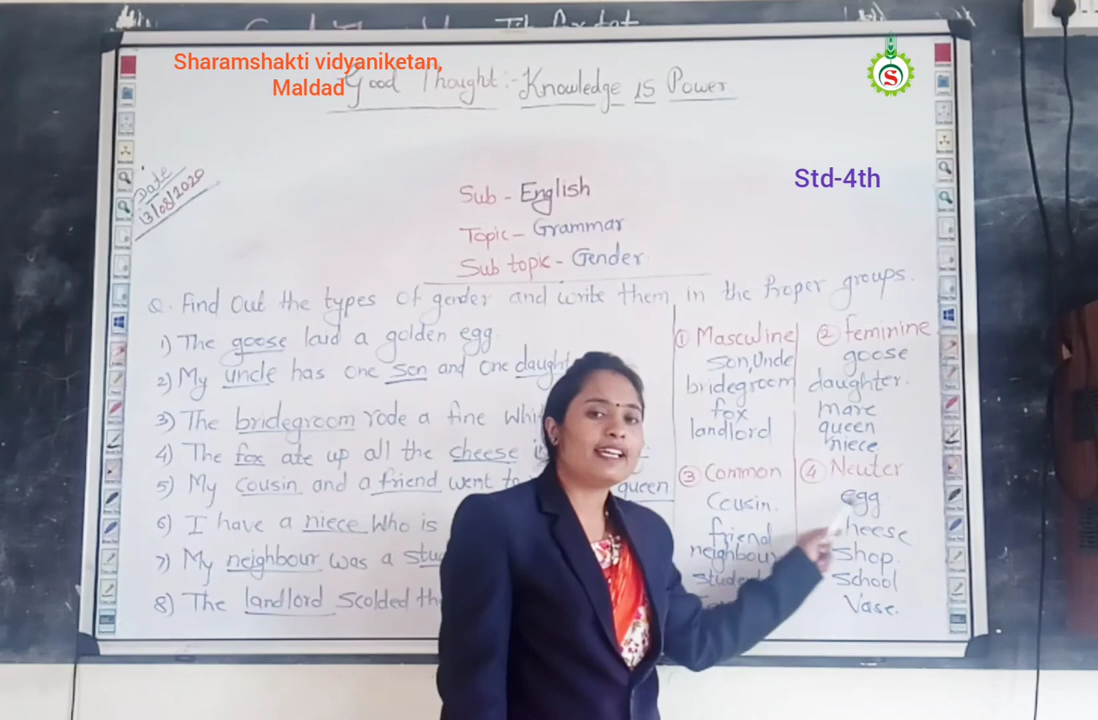 Sharamshakti vidyaniketan,
Maldad
Good Thought :- Knowledge is Power
S
Std-4th
Date
13/08/2020
Sub - English
Topic - Grammar
Sub topic - Gender
Q. Find out the types of gender and write them in the Proper groups.
1) The goose laid a golden egg.
2) My uncle has one son and one daught
3) The bridegroom rode a fine whi
4) The fox ate up all the cheese
5) My cousin and a friend went to queen
6) I have a niece who is
7) My neighbour was a stu
8) The landlord scolded th
① Masculine
son, Uncle
bridegroom
fox
landlord
② feminine
goose
daughter.
mare
queen
niece
③ Common
Cousin.
friend
neighbour
student
④ Neuter
egg
cheese
Shop.
School
Vase.